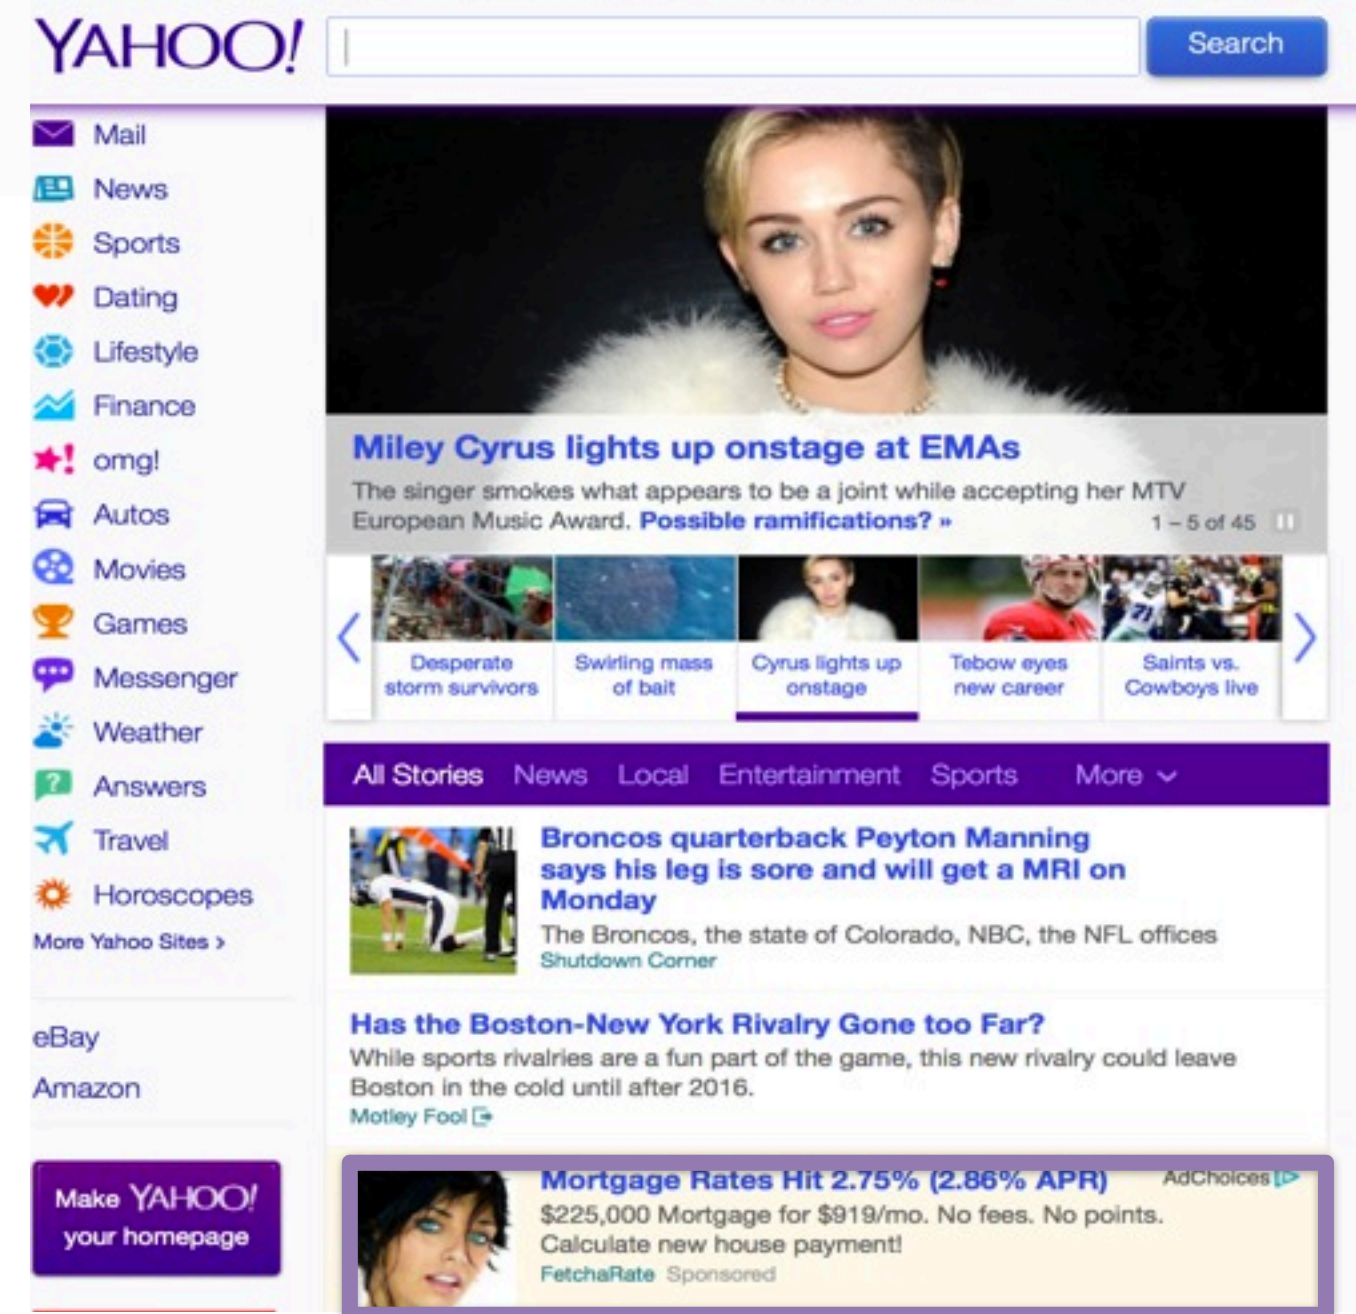 YAHOO!
Search
Mail
News
Sports
Dating
Lifestyle
Finance
omg!
Autos
Movies
Games
Messenger
Weather
Answers
Travel
Horoscopes
More Yahoo Sites >
eBay
Amazon
Make YAHOO!
your homepage
Miley Cyrus lights up onstage at EMAs
The singer smokes what appears to be a joint while accepting her MTV
European Music Award. Possible ramifications? »
1 – 5 of 45
Desperate
storm survivors
Swirling mass
of bait
Cyrus lights up
onstage
Tebow eyes
new career
71
Saints vs.
Cowboys live
All Stories News Local Entertainment Sports More
Broncos quarterback Peyton Manning
says his leg is sore and will get a MRI on
Monday
The Broncos, the state of Colorado, NBC, the NFL offices
Shutdown Corner
Has the Boston-New York Rivalry Gone too Far?
While sports rivalries are a fun part of the game, this new rivalry could leave
Boston in the cold until after 2016.
Motley Fool
Mortgage Rates Hit 2.75% (2.86% APR)
AdChoices
$225,000 Mortgage for $919/mo. No fees. No points.
Calculate new house payment!
FetchaRate Sponsored